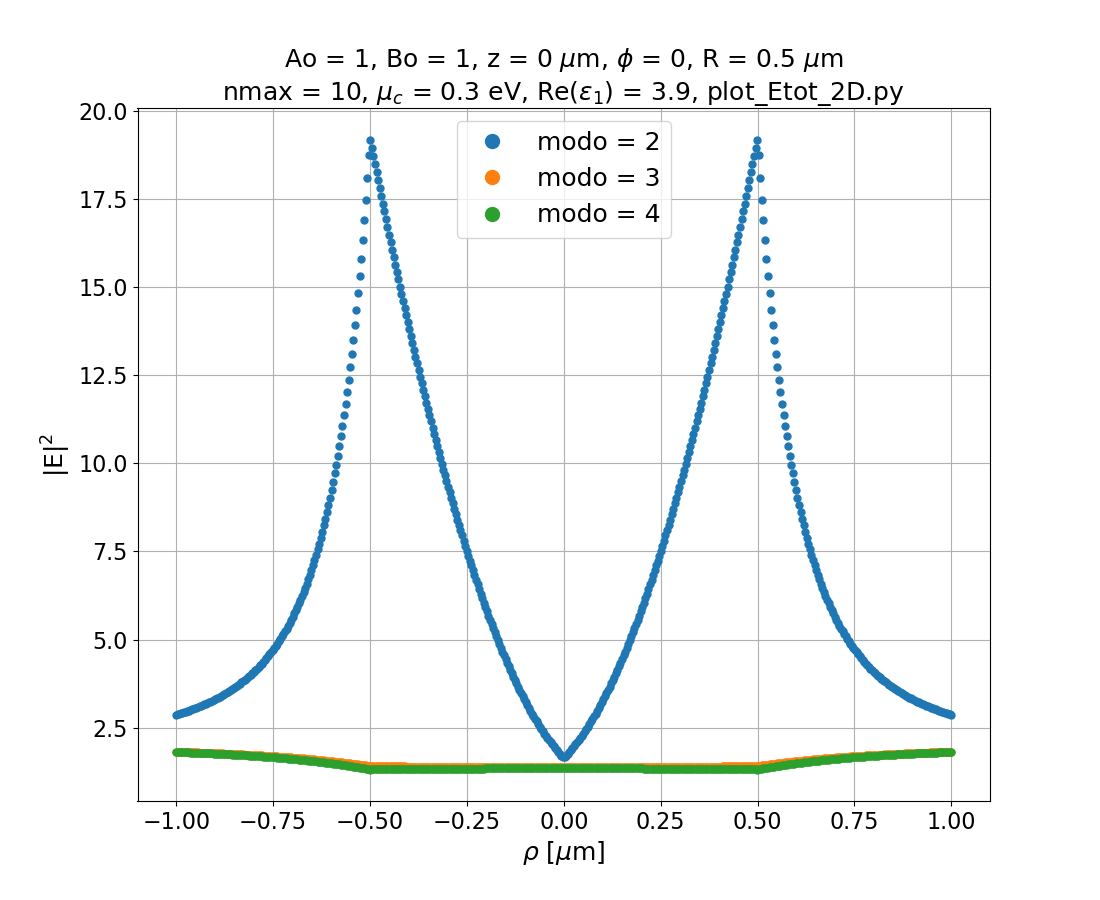 Ao = 1, Bo = 1, z = 0 μm, ϕ = 0, R = 0.5 μm
nmax = 10, μ_c = 0.3 eV, Re(ε₁) = 3.9, plot_Etot_2D.py
modo = 2
modo = 3
modo = 4
|E|²
20.0
17.5
15.0
12.5
10.0
7.5
5.0
2.5
−1.00 −0.75 −0.50 −0.25 0.00 0.25 0.50 0.75 1.00
ρ [μm]